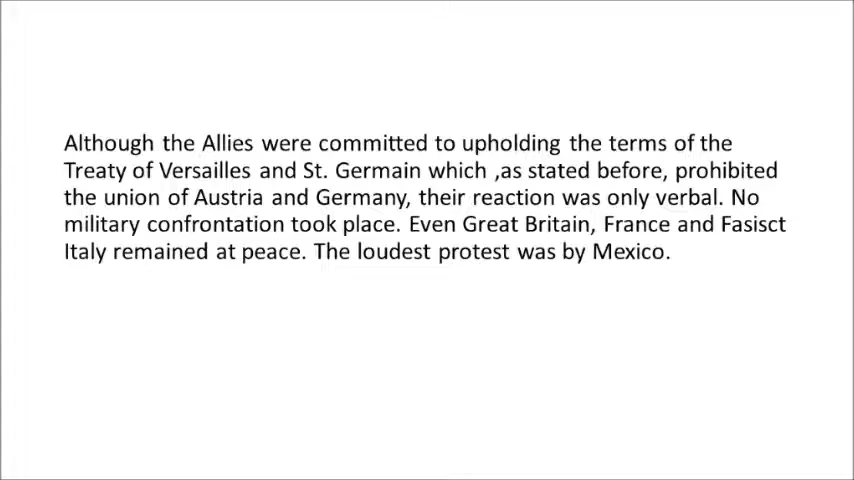 Although the Allies were committed to upholding the terms of the
Treaty of Versailles and St. Germain which ,as stated before, prohibited
the union of Austria and Germany, their reaction was only verbal. No
military confrontation took place. Even Great Britain, France and Fasisct
Italy remained at peace. The loudest protest was by Mexico.